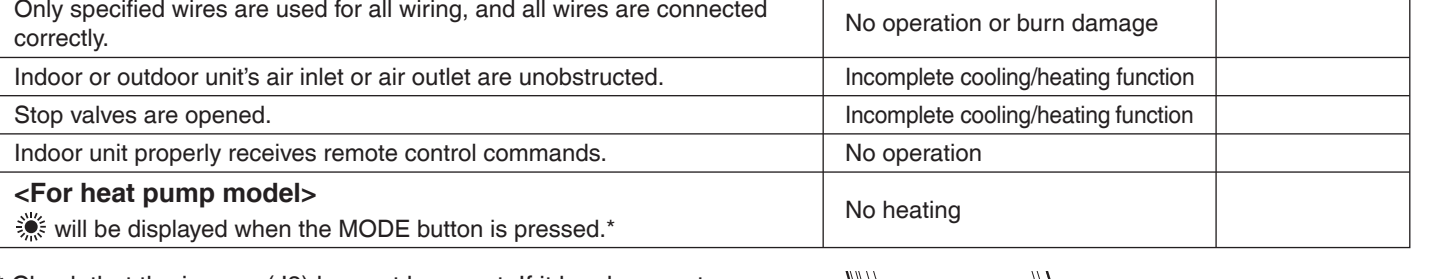 Only specified wires are used for all wiring, and all wires are connected
correctly.
No operation or burn damage
Indoor or outdoor unit's air inlet or air outlet are unobstructed.
Incomplete cooling/heating function
Stop valves are opened.
Incomplete cooling/heating function
Indoor unit properly receives remote control commands.
No operation
<For heat pump model>
will be displayed when the MODE button is pressed.*
No heating